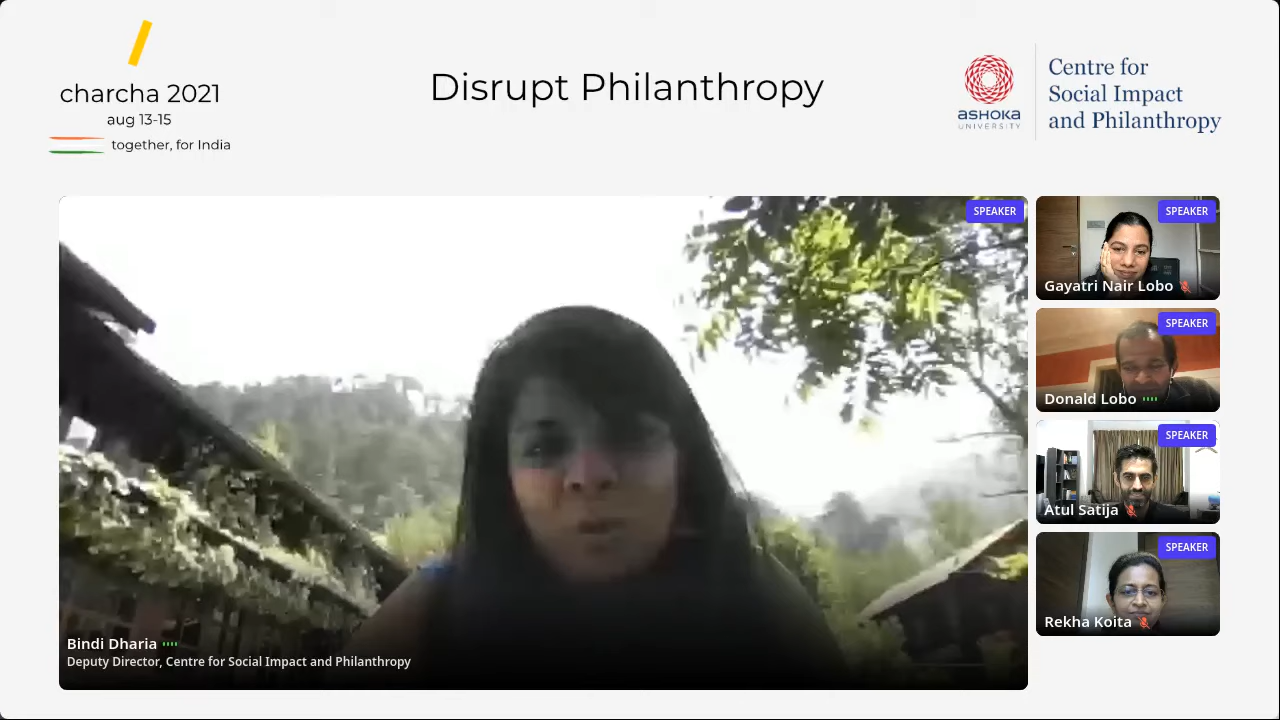 charcha 2021
aug 13-15
together, for India
Disrupt Philanthropy
ASHOKA
UNIVERSITY
Centre for
Social Impact
and Philanthropy
SPEAKER
Bindi Dharia
Deputy Director, Centre for Social Impact and Philanthropy
SPEAKER
Gayatri Nair Lobo
SPEAKER
Donald Lobo
SPEAKER
Atul Satija
SPEAKER
Rekha Koita